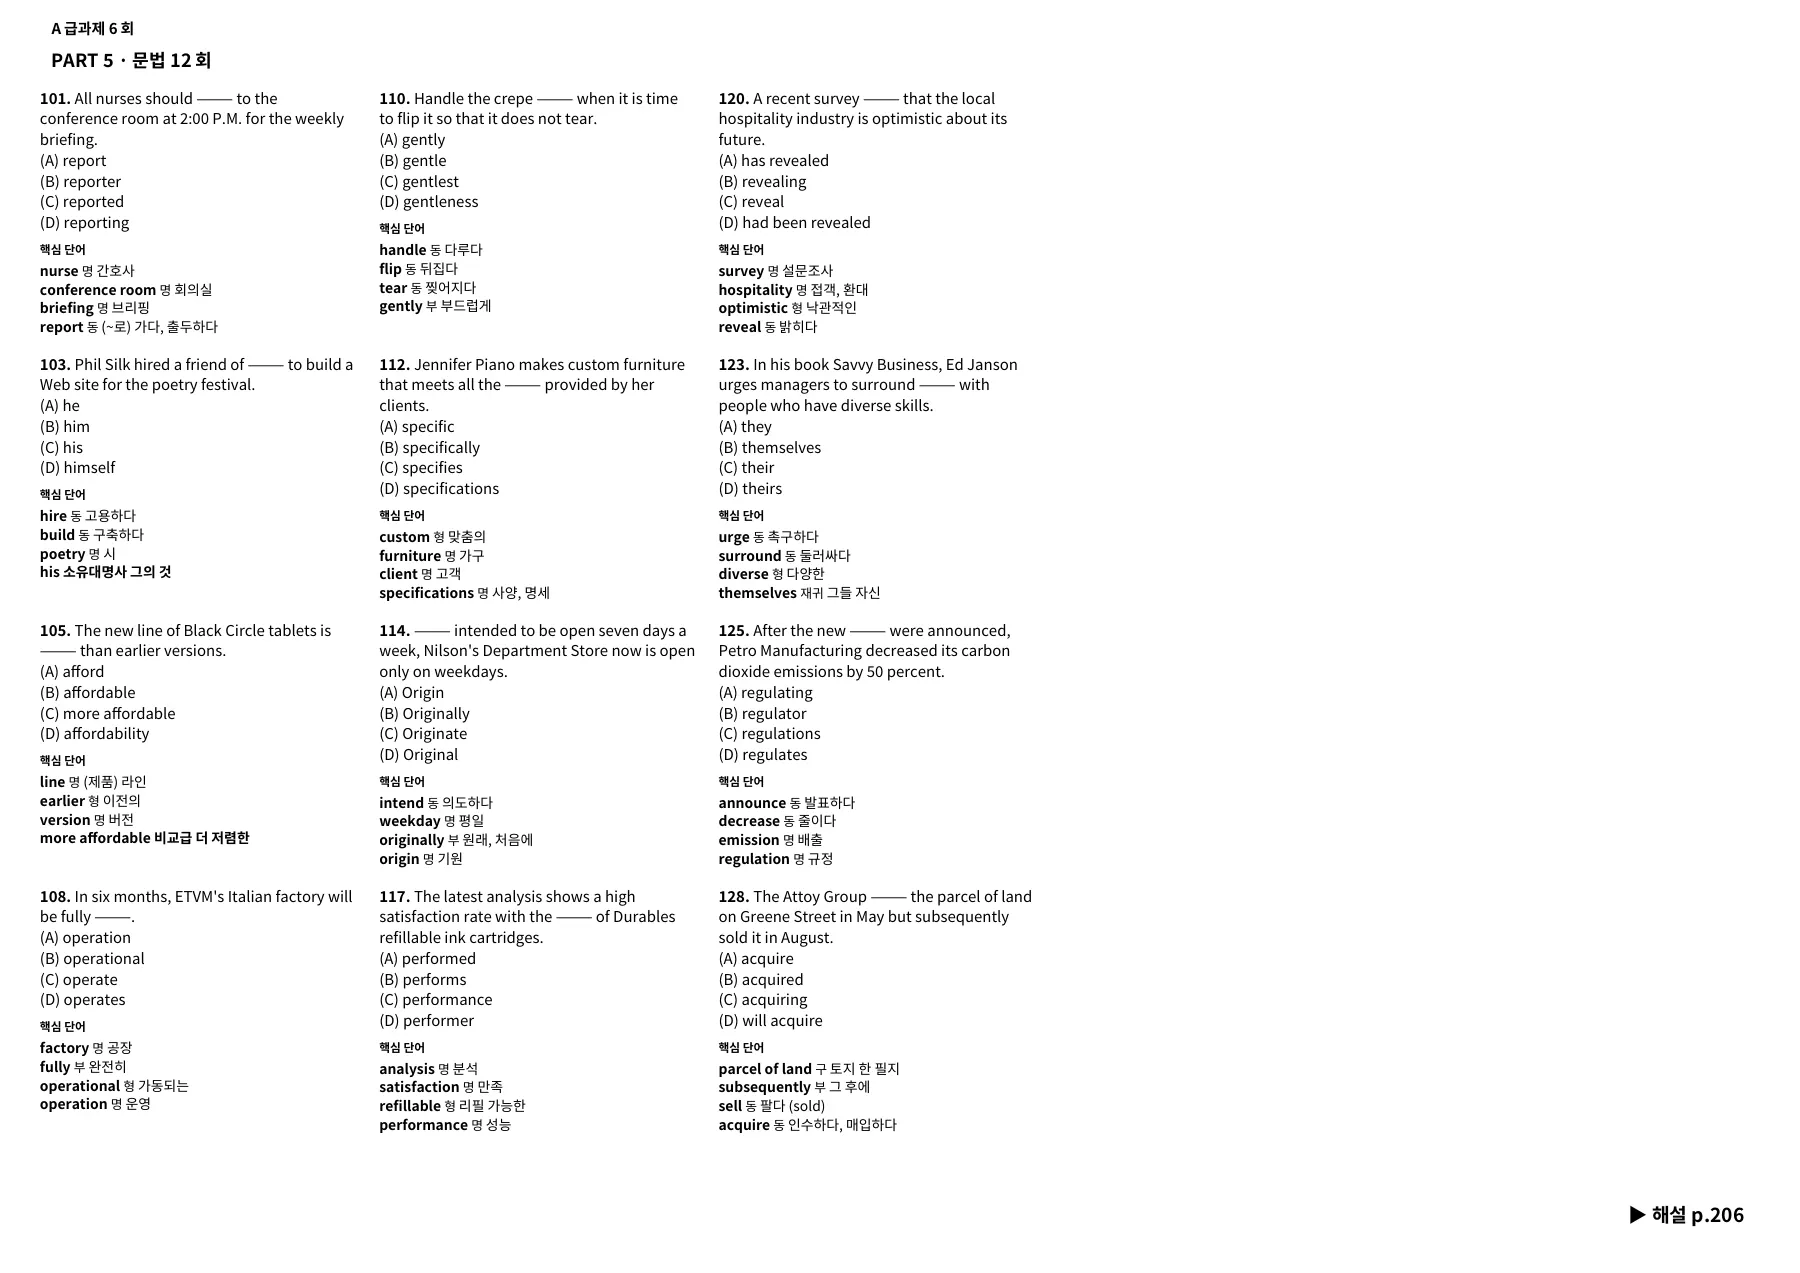 A 급과제 6 회
PART 5 · 문법 12 회
101. All nurses should ——— to the
conference room at 2:00 P.M. for the weekly
briefing.
(A) report
(B) reporter
(C) reported
(D) reporting
핵심 단어
nurse 명 간호사
conference room 명 회의실
briefing 명 브리핑
report 동 (~로) 가다, 출두하다
103. Phil Silk hired a friend of ——— to build a
Web site for the poetry festival.
(A) he
(B) him
(C) his
(D) himself
핵심 단어
hire 동 고용하다
build 동 구축하다
poetry 명 시
his 소유대명사 그의 것
105. The new line of Black Circle tablets is
——— than earlier versions.
(A) afford
(B) affordable
(C) more affordable
(D) affordability
핵심 단어
line 명 (제품) 라인
earlier 형 이전의
version 명 버전
more affordable 비교급 더 저렴한
108. In six months, ETVM's Italian factory will
be fully ———.
(A) operation
(B) operational
(C) operate
(D) operates
핵심 단어
factory 명 공장
fully 부 완전히
operational 형 가동되는
operation 명 운영
110. Handle the crepe ——— when it is time
to flip it so that it does not tear.
(A) gently
(B) gentle
(C) gentlest
(D) gentleness
핵심 단어
handle 동 다루다
flip 동 뒤집다
tear 동 찢어지다
gently 부 부드럽게
112. Jennifer Piano makes custom furniture
that meets all the ——— provided by her
clients.
(A) specific
(B) specifically
(C) specifies
(D) specifications
핵심 단어
custom 형 맞춤의
furniture 명 가구
client 명 고객
specifications 명 사양, 명세
114. ——— intended to be open seven days a
week, Nilson's Department Store now is open
only on weekdays.
(A) Origin
(B) Originally
(C) Originate
(D) Original
핵심 단어
intend 동 의도하다
weekday 명 평일
originally 부 원래, 처음에
origin 명 기원
117. The latest analysis shows a high
satisfaction rate with the ——— of Durables
refillable ink cartridges.
(A) performed
(B) performs
(C) performance
(D) performer
핵심 단어
analysis 명 분석
satisfaction 명 만족
refillable 형 리필 가능한
performance 명 성능
120. A recent survey ——— that the local
hospitality industry is optimistic about its
future.
(A) has revealed
(B) revealing
(C) reveal
(D) had been revealed
핵심 단어
survey 명 설문조사
hospitality 명 접객, 환대
optimistic 형 낙관적인
reveal 동 밝히다
123. In his book Savvy Business, Ed Janson
urges managers to surround ——— with
people who have diverse skills.
(A) they
(B) themselves
(C) their
(D) theirs
핵심 단어
urge 동 촉구하다
surround 동 둘러싸다
diverse 형 다양한
themselves 재귀 그들 자신
125. After the new ——— were announced,
Petro Manufacturing decreased its carbon
dioxide emissions by 50 percent.
(A) regulating
(B) regulator
(C) regulations
(D) regulates
핵심 단어
announce 동 발표하다
decrease 동 줄이다
emission 명 배출
regulation 명 규정
128. The Attoy Group ——— the parcel of land
on Greene Street in May but subsequently
sold it in August.
(A) acquire
(B) acquired
(C) acquiring
(D) will acquire
핵심 단어
parcel of land 구 토지 한 필지
subsequently 부 그 후에
sell 동 팔다 (sold)
acquire 동 인수하다, 매입하다
▶ 해설 p.206